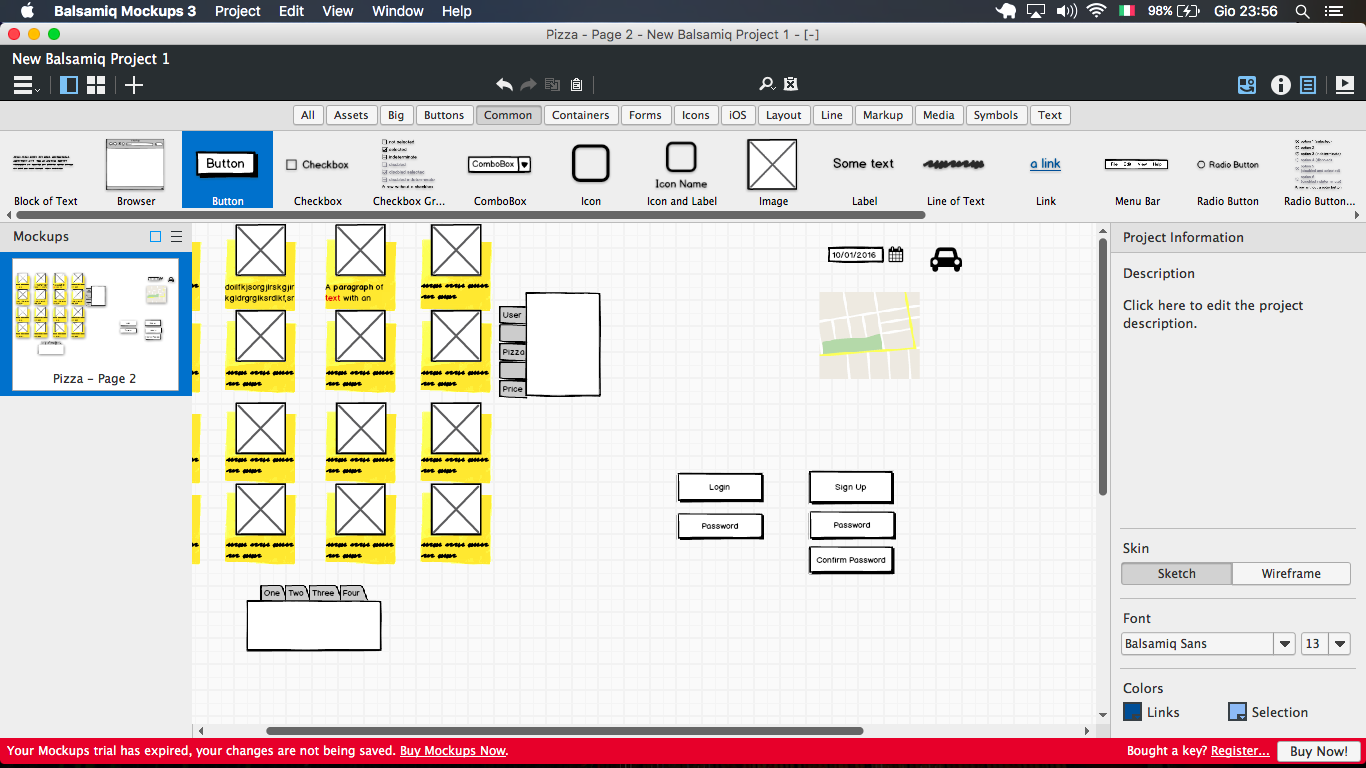 Balsamiq Mockups 3 Project Edit View Window Help 98% Gio 23:56
Pizza - Page 2 - New Balsamiq Project 1 - [-]
New Balsamiq Project 1
All Assets Big Buttons Common Containers Forms Icons iOS Layout Line Markup Media Symbols Text
Button Checkbox ComboBox Icon Name Some text a link File Edit View Help Radio Button
Block of Text Browser Button Checkbox Checkbox Gr... ComboBox Icon Icon and Label Image Label Line of Text Link Menu Bar Radio Button Radio Button...
Mockups
Pizza - Page 2
doilfkjsorgjirskgjr
kgldrgrglksrdlkf,sr
A paragraph of
text with an
User
Pizza
Price
10/01/2016
Login
Password
Sign Up
Password
Confirm Password
One Two Three Four
Project Information
Description
Click here to edit the project
description.
Skin
Sketch Wireframe
Font
Balsamiq Sans 13
Colors
Links Selection
Your Mockups trial has expired, your changes are not being saved. Buy Mockups Now. Bought a key? Register... Buy Now!